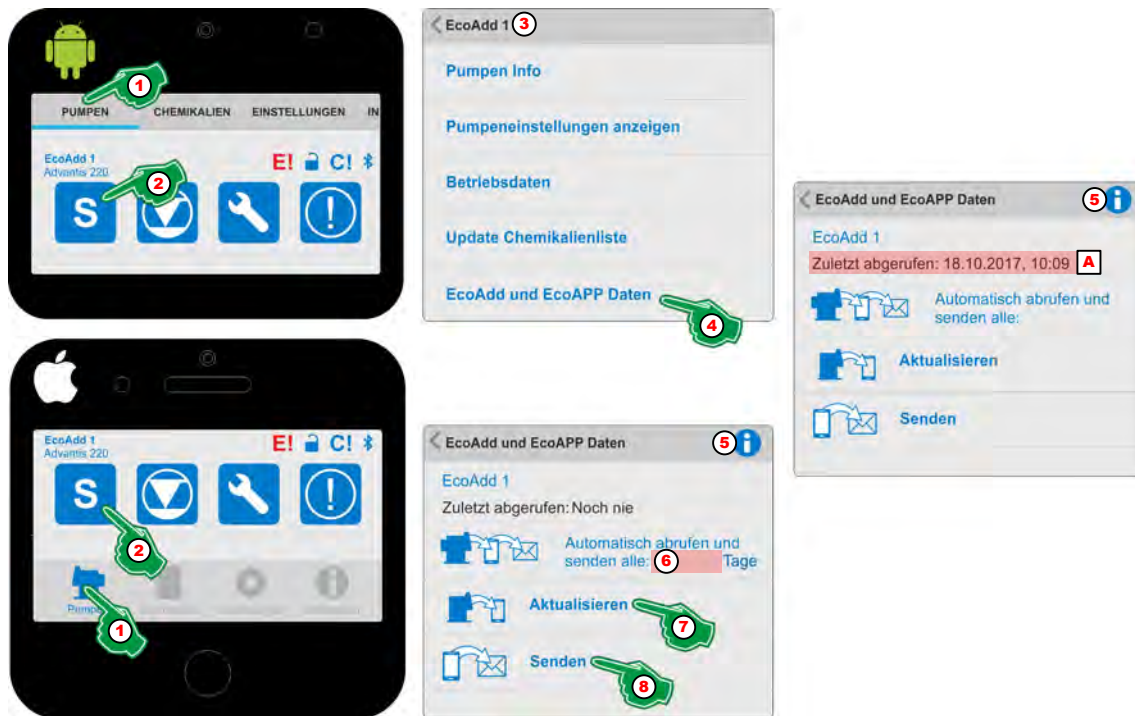 1
PUMPEN
CHEMIKALIEN
EINSTELLUNGEN
IN
EcoAdd 1
Advantis 220
E!
C!
2
S
!
EcoAdd 1
3
Pumpen Info
Pumpeneinstellungen anzeigen
Betriebsdaten
Update Chemikalienliste
EcoAdd und EcoAPP Daten
4
EcoAdd und EcoAPP Daten
5
i
EcoAdd 1
Zuletzt abgerufen: 18.10.2017, 10:09
A
Automatisch abrufen und
senden alle:
Aktualisieren
Senden
EcoAdd 1
Advantis 220
E!
C!
S
!
2
i
1
EcoAdd und EcoAPP Daten
5
i
EcoAdd 1
Zuletzt abgerufen: Noch nie
Automatisch abrufen und
senden alle:
6
Tage
Aktualisieren
7
Senden
8